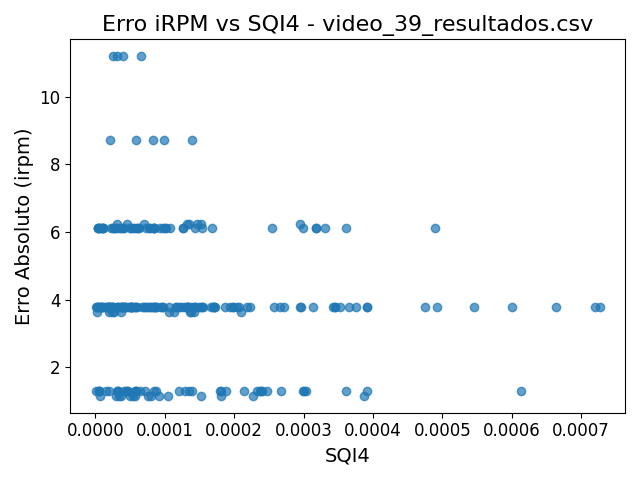 Erro iRPM vs SQI4 - video_39_resultados.csv
Erro Absoluto (irpm)
10
8
6
4
2
0.0000 0.0001 0.0002 0.0003 0.0004 0.0005 0.0006 0.0007
SQI4